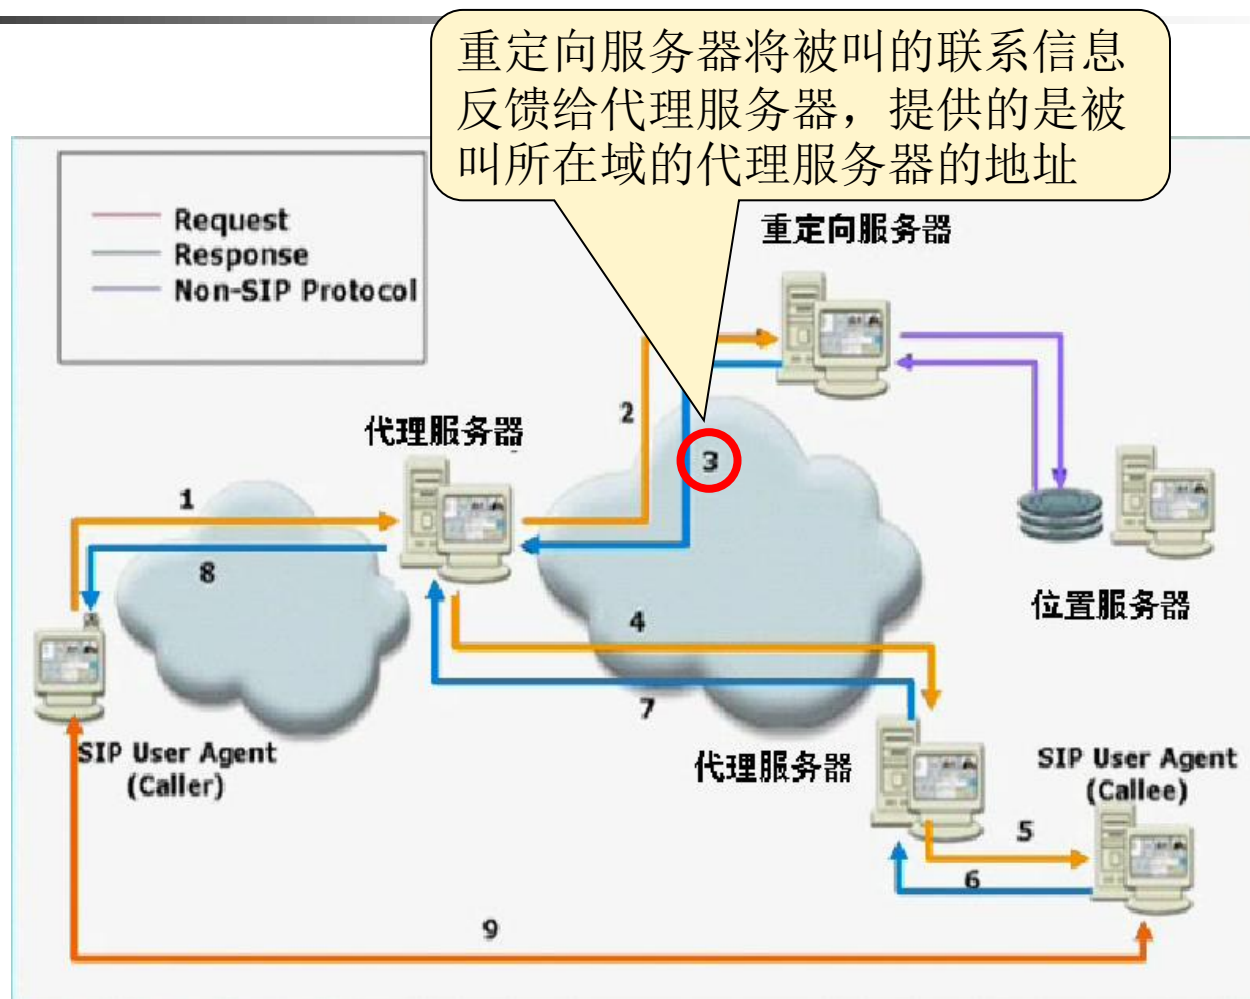 重定向服务器将被叫的联系信息
反馈给代理服务器，提供的是被
叫所在域的代理服务器的地址
Request
Response
Non-SIP Protocol
重定向服务器
2
代理服务器
3
1
8
位置服务器
4
7
SIP User Agent
(Caller)
代理服务器
SIP User Agent
(Callee)
5
6
9